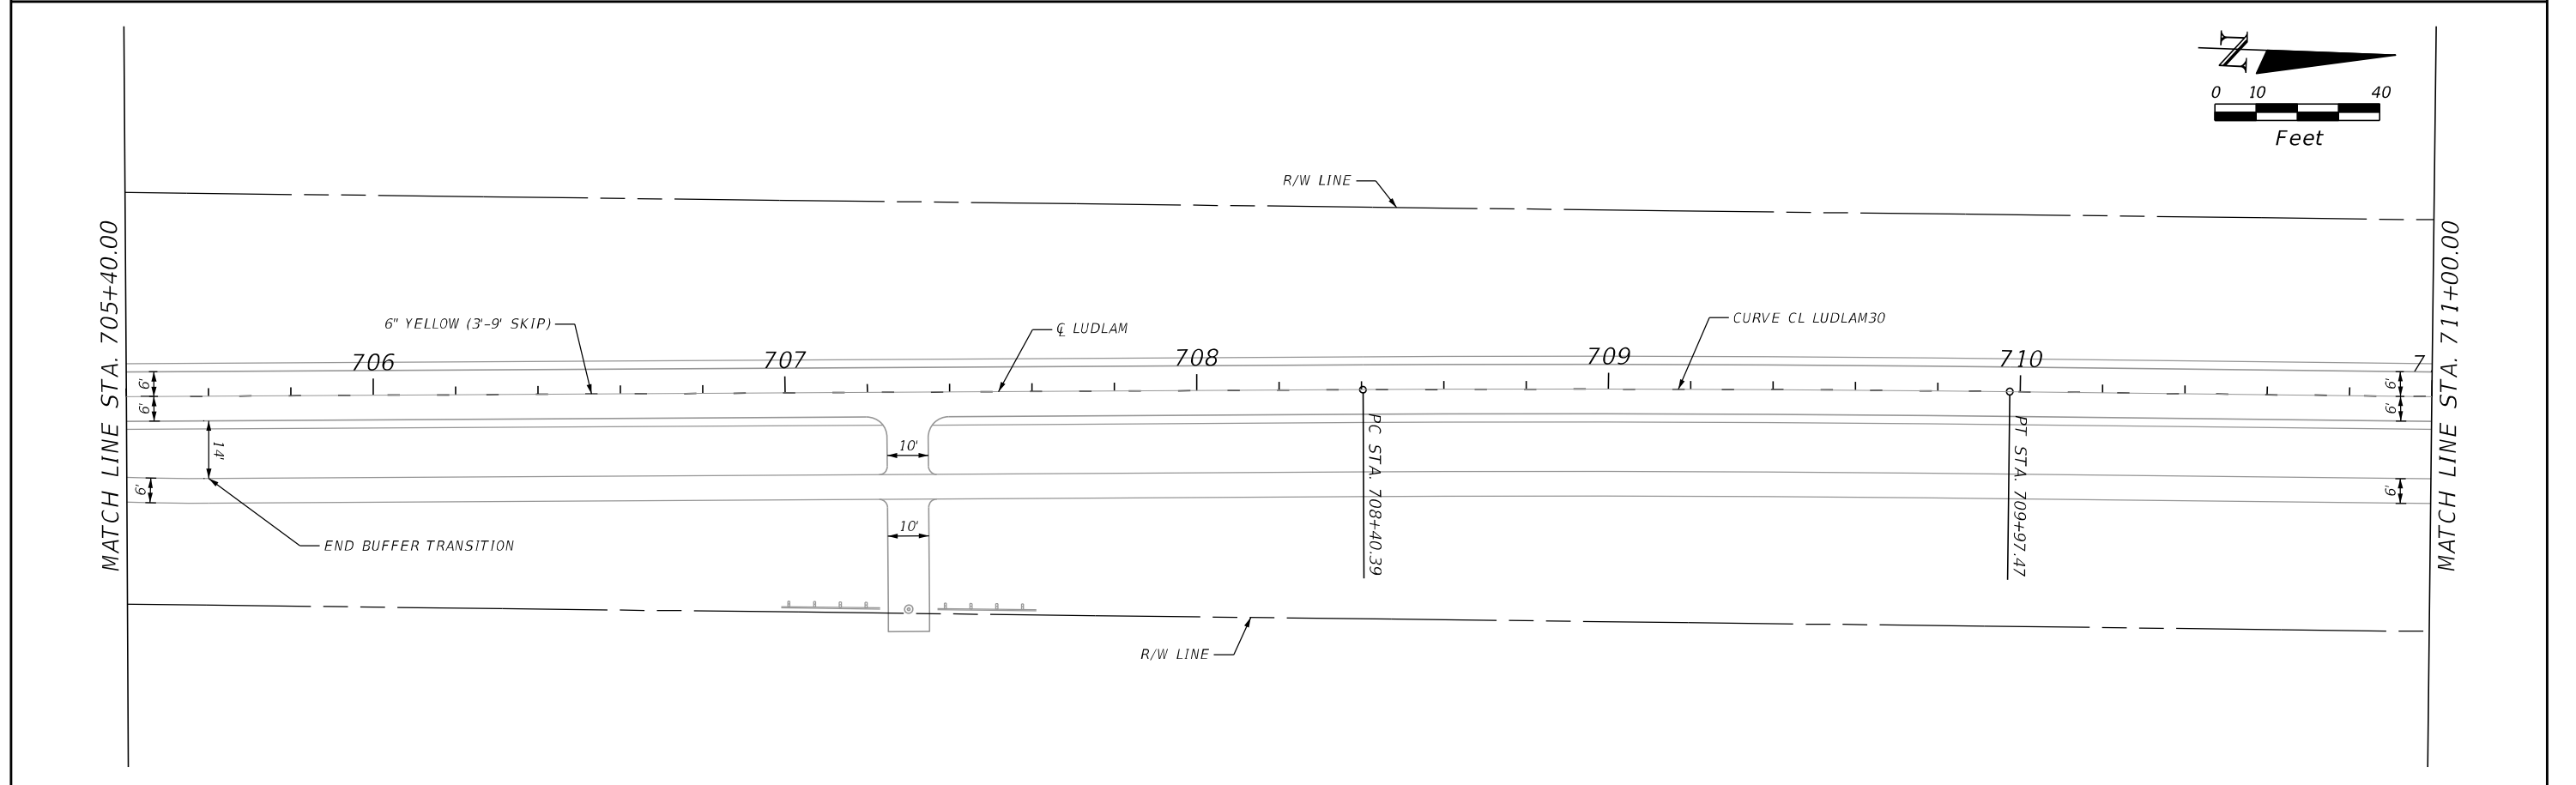 N
0 10 40
Feet
R/W LINE
MATCH LINE STA. 705+40.00
MATCH LINE STA. 711+00.00
6" YELLOW (3'-9' SKIP)
℄ LUDLAM
CURVE CL LUDLAM30
706 707 708 709 710 7
6'
6'
6'
6'
14'
10'
6'
6'
10'
END BUFFER TRANSITION
PC STA. 708+40.39
PT STA. 709+97.47
R/W LINE